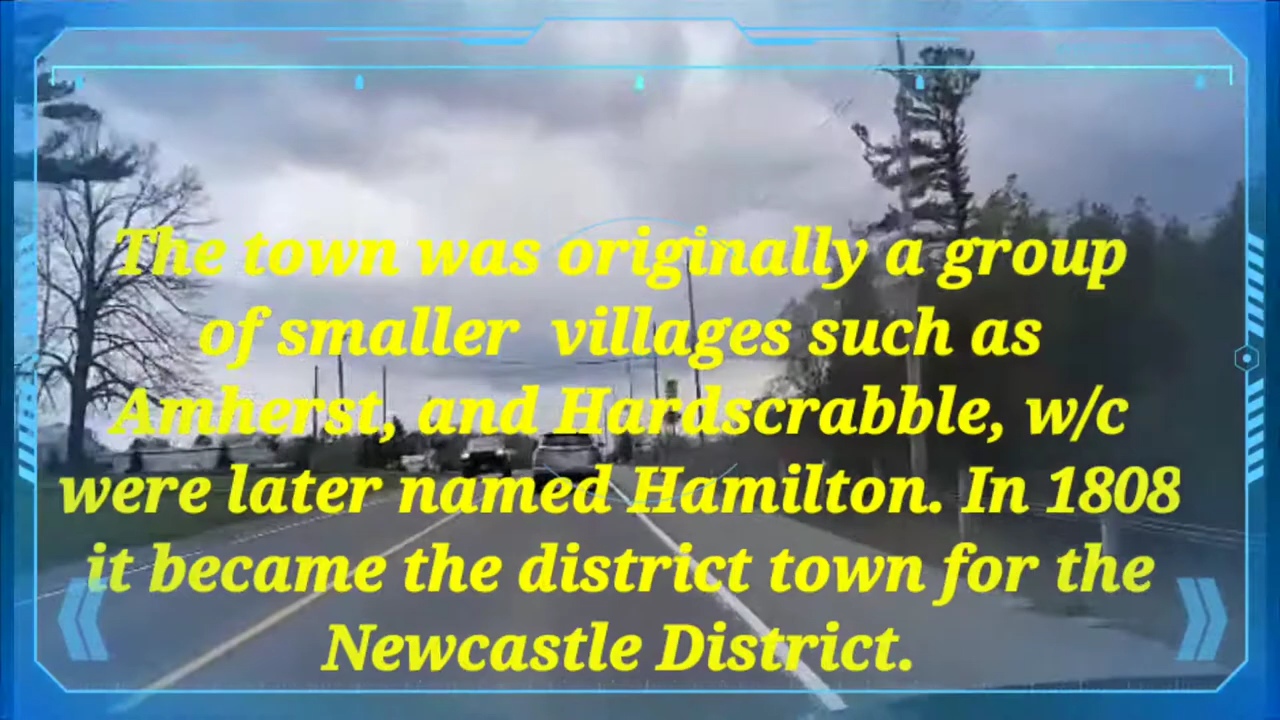 The town was originally a group
of smaller villages such as
Amherst, and Hardscrabble, w/c
were later named Hamilton. In 1808
it became the district town for the
Newcastle District.